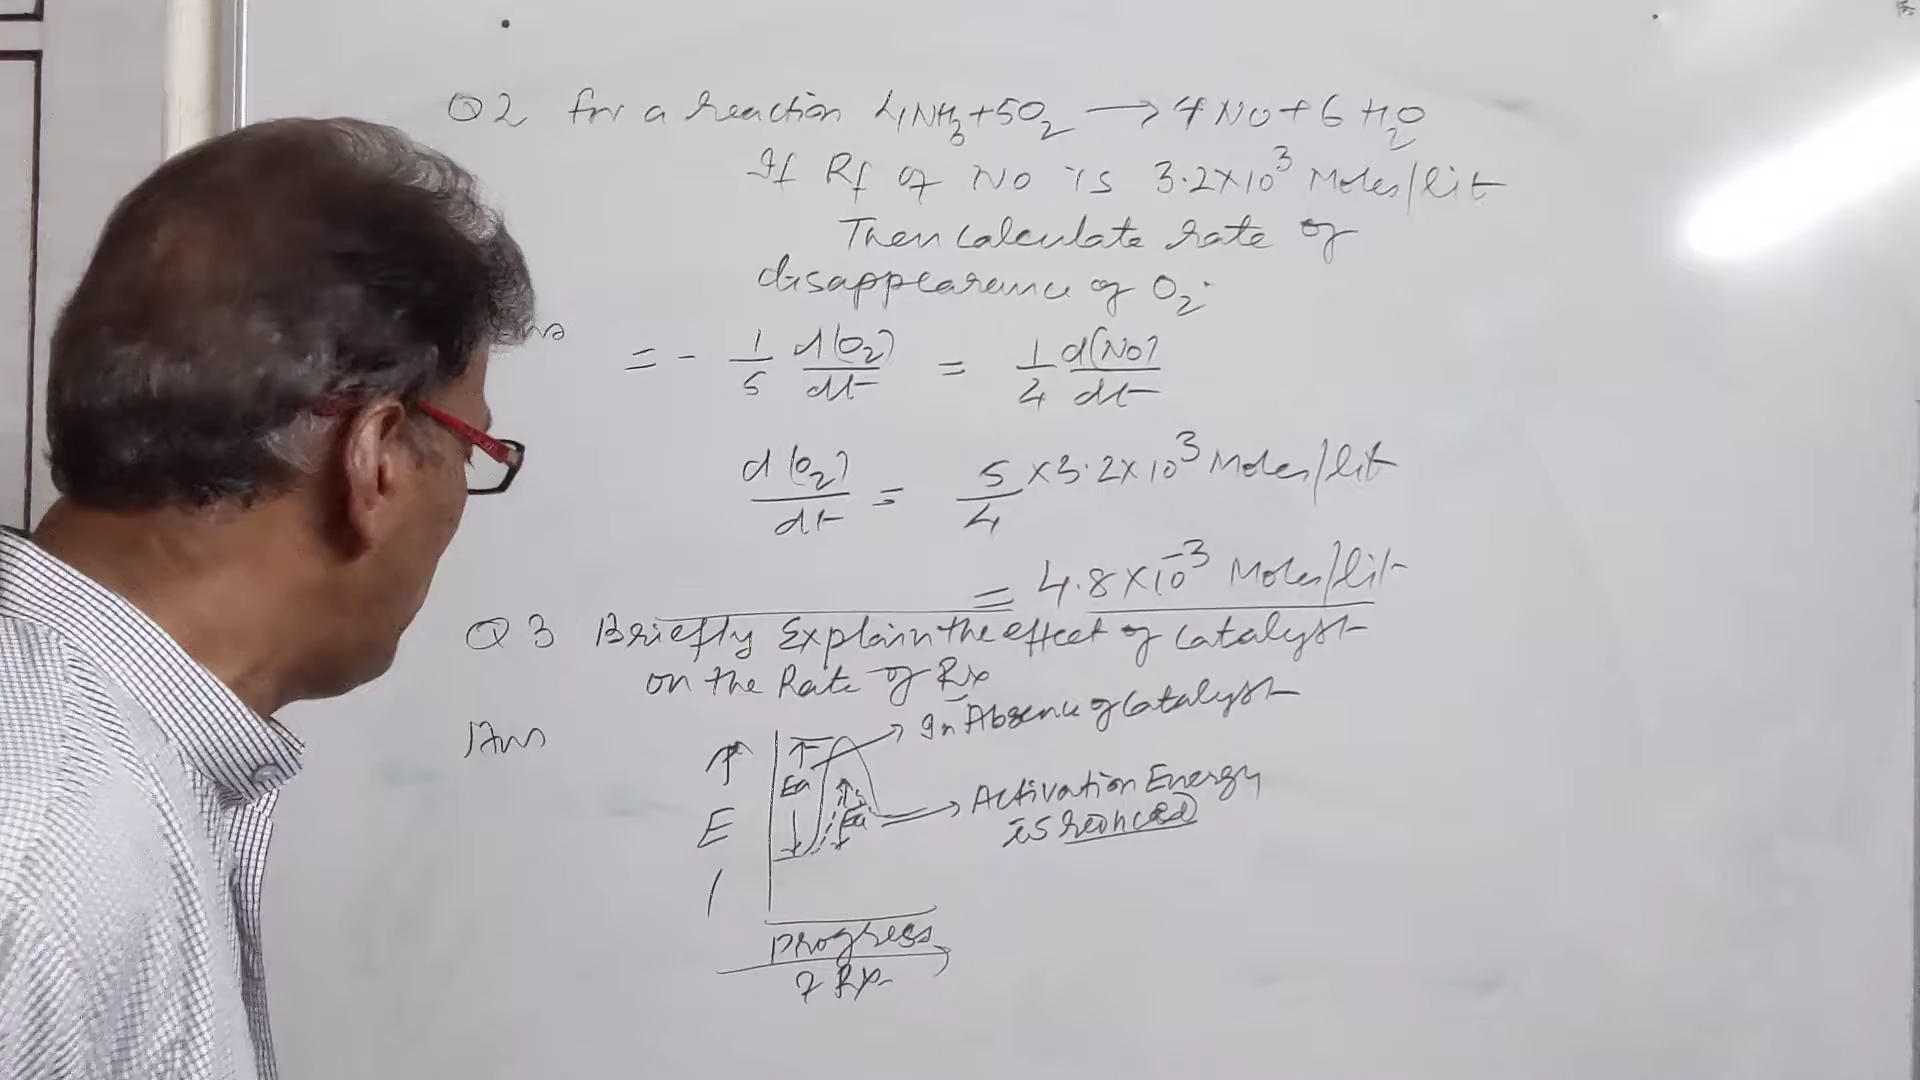 Q2 for a reaction 4NH₃+5O₂ → 4NO+6H₂O
If Rf of NO is 3.2×10³ Moles/lit
Then calculate rate of
disappearence of O₂.
= - 1/5 d(O₂)/dt = 1/4 d(NO)/dt
d(O₂)/dt = 5/4 ×3.2×10³ Moles/lit
= 4.8×10⁻³ Moles/lit
Q3 Briefly Explain the effect of Catalyst
on the Rate of Rx
Ans
In Absence of Catalyst
Ea
Activation Energy
is reduced
Ea
E
Progress
of Rx